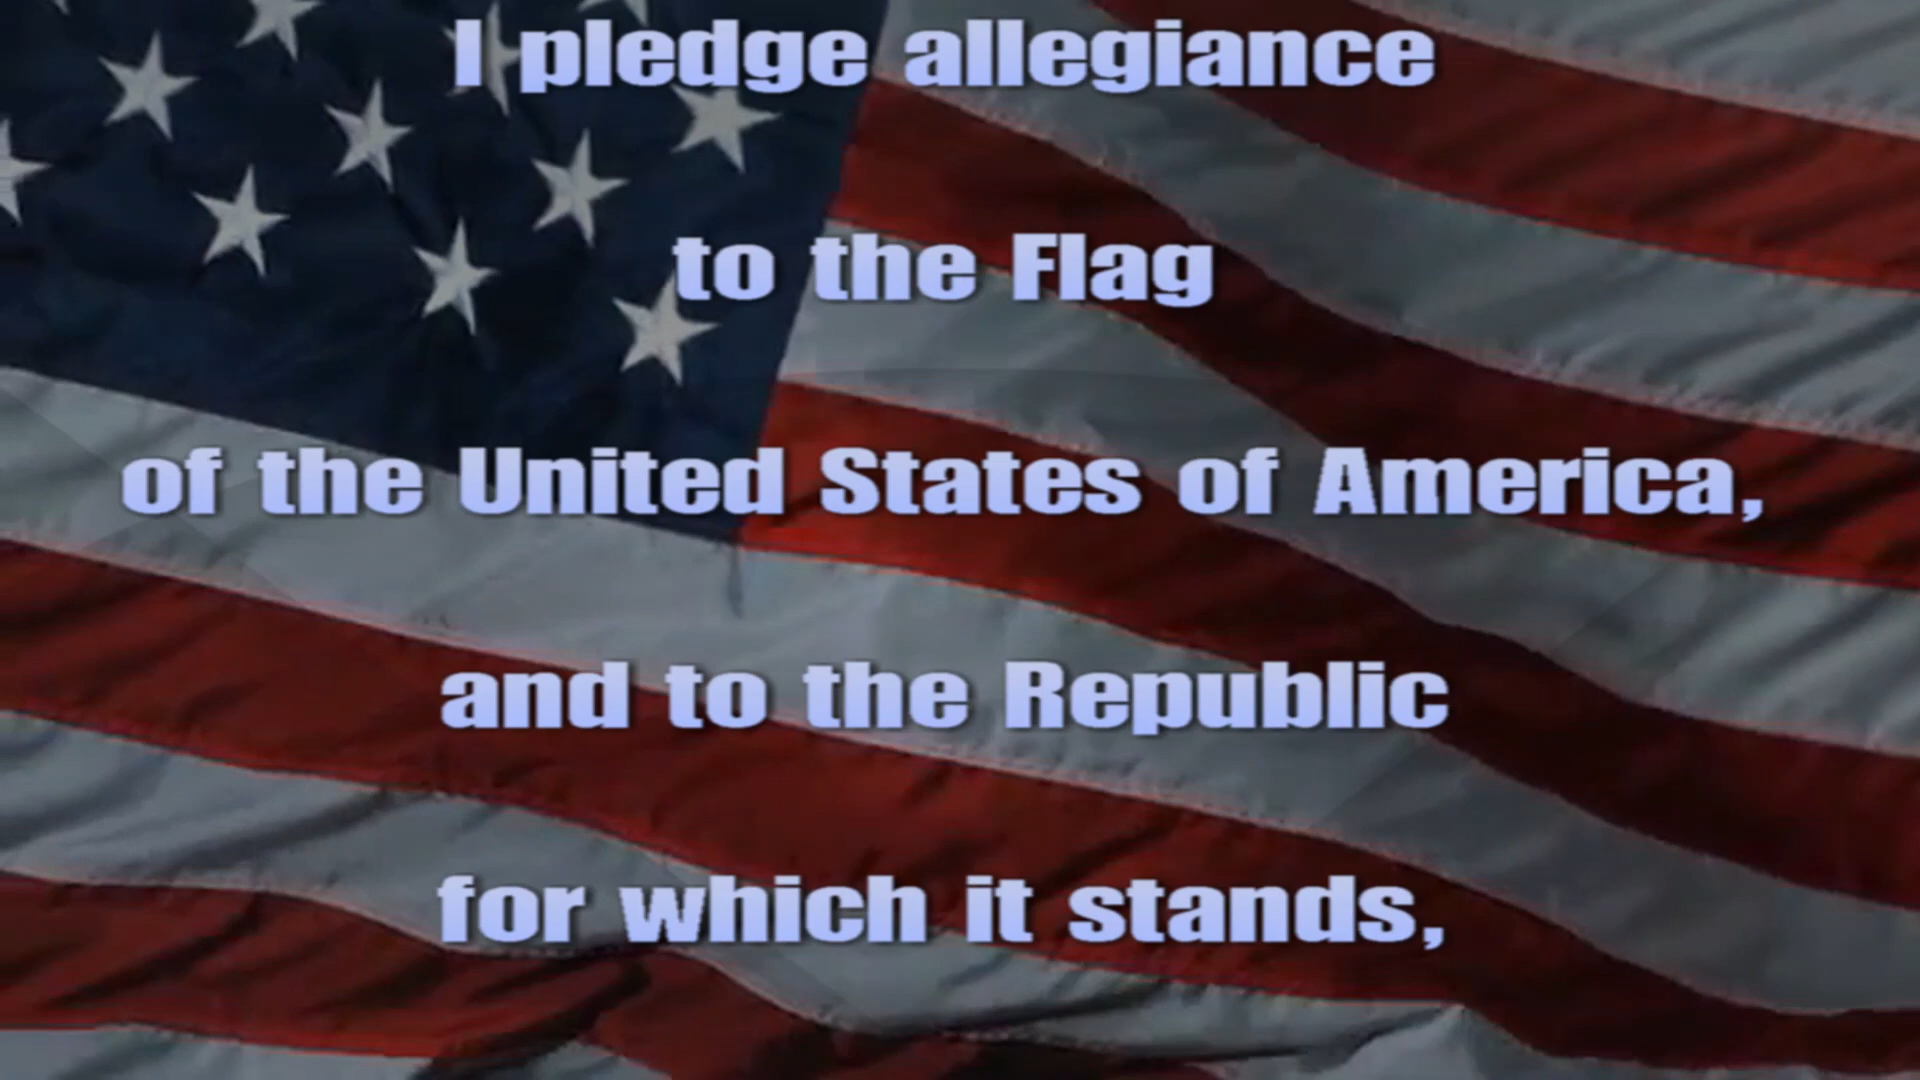 I pledge allegiance
to the Flag
of the United States of America,
and to the Republic
for which it stands,